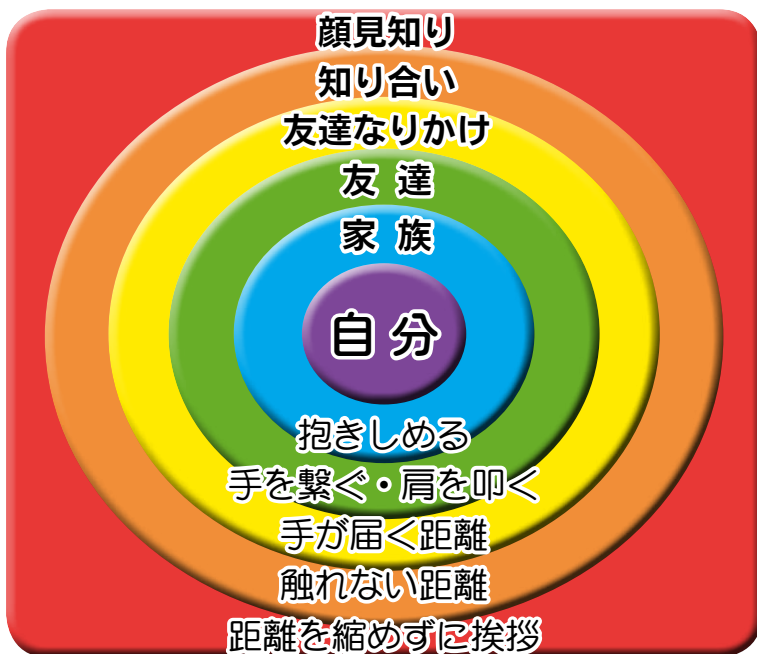 顔見知り
知り合い
友達なりかけ
友 達
家 族
自 分
抱きしめる
手を繋ぐ・肩を叩く
手が届く距離
触れない距離
距離を縮めずに挨拶